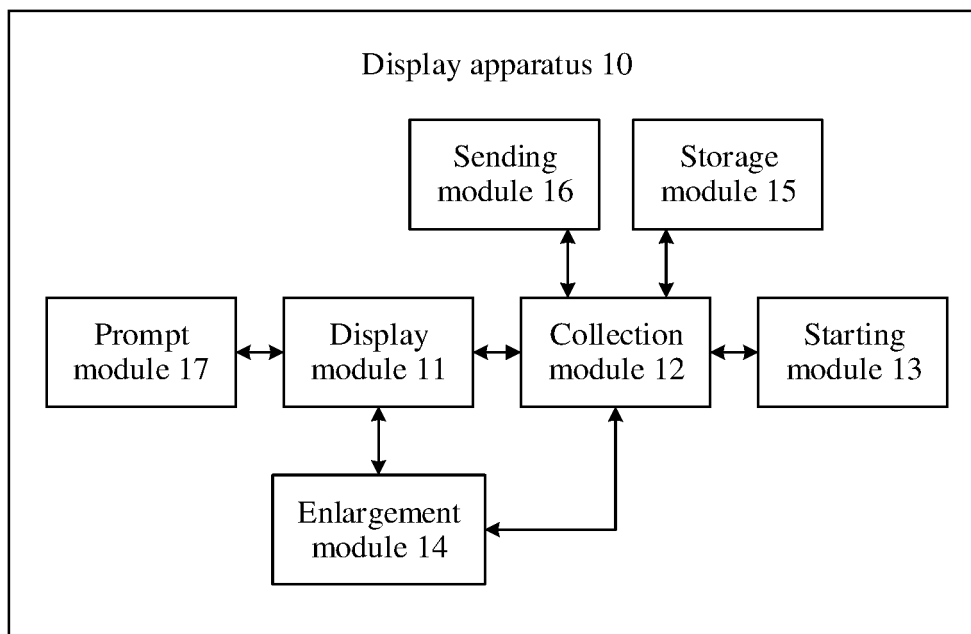 Display apparatus 10
Sending
module 16
Storage
module 15
Prompt
module 17
Display
module 11
Collection
module 12
Starting
module 13
Enlargement
module 14